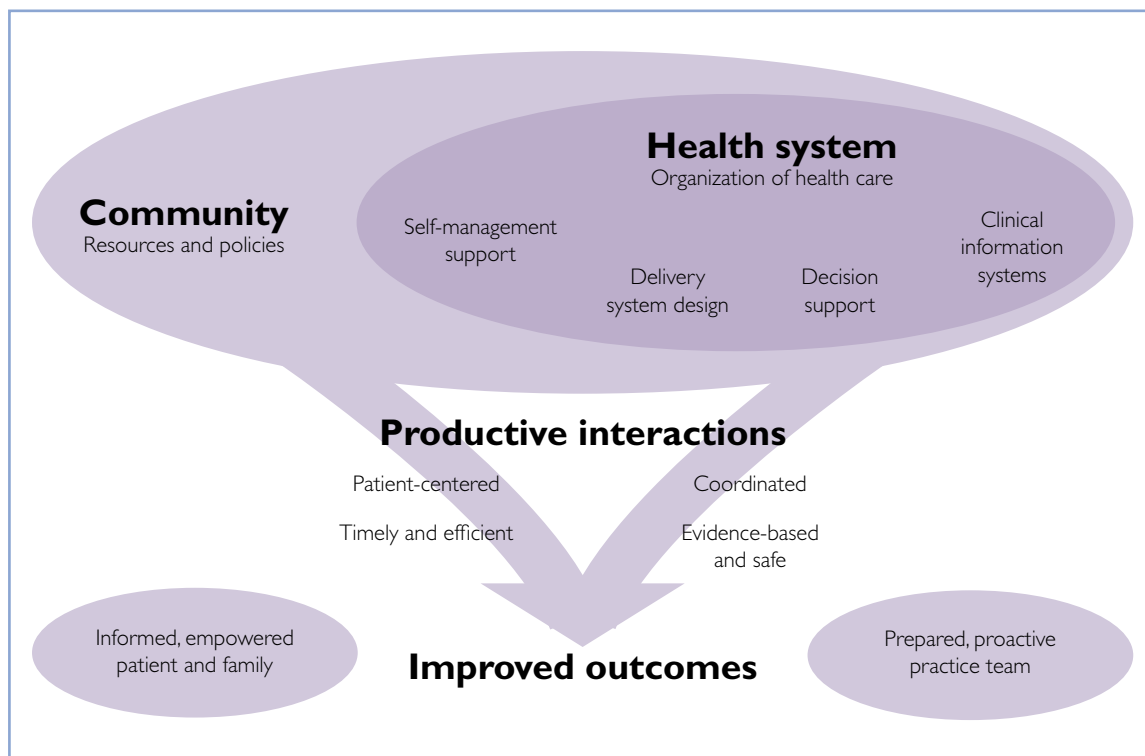 Health system
Organization of health care
Community
Resources and policies
Self-management
support
Delivery
system design
Decision
support
Clinical
information
systems
Productive interactions
Patient-centered
Coordinated
Timely and efficient
Evidence-based
and safe
Informed, empowered
patient and family
Improved outcomes
Prepared, proactive
practice team